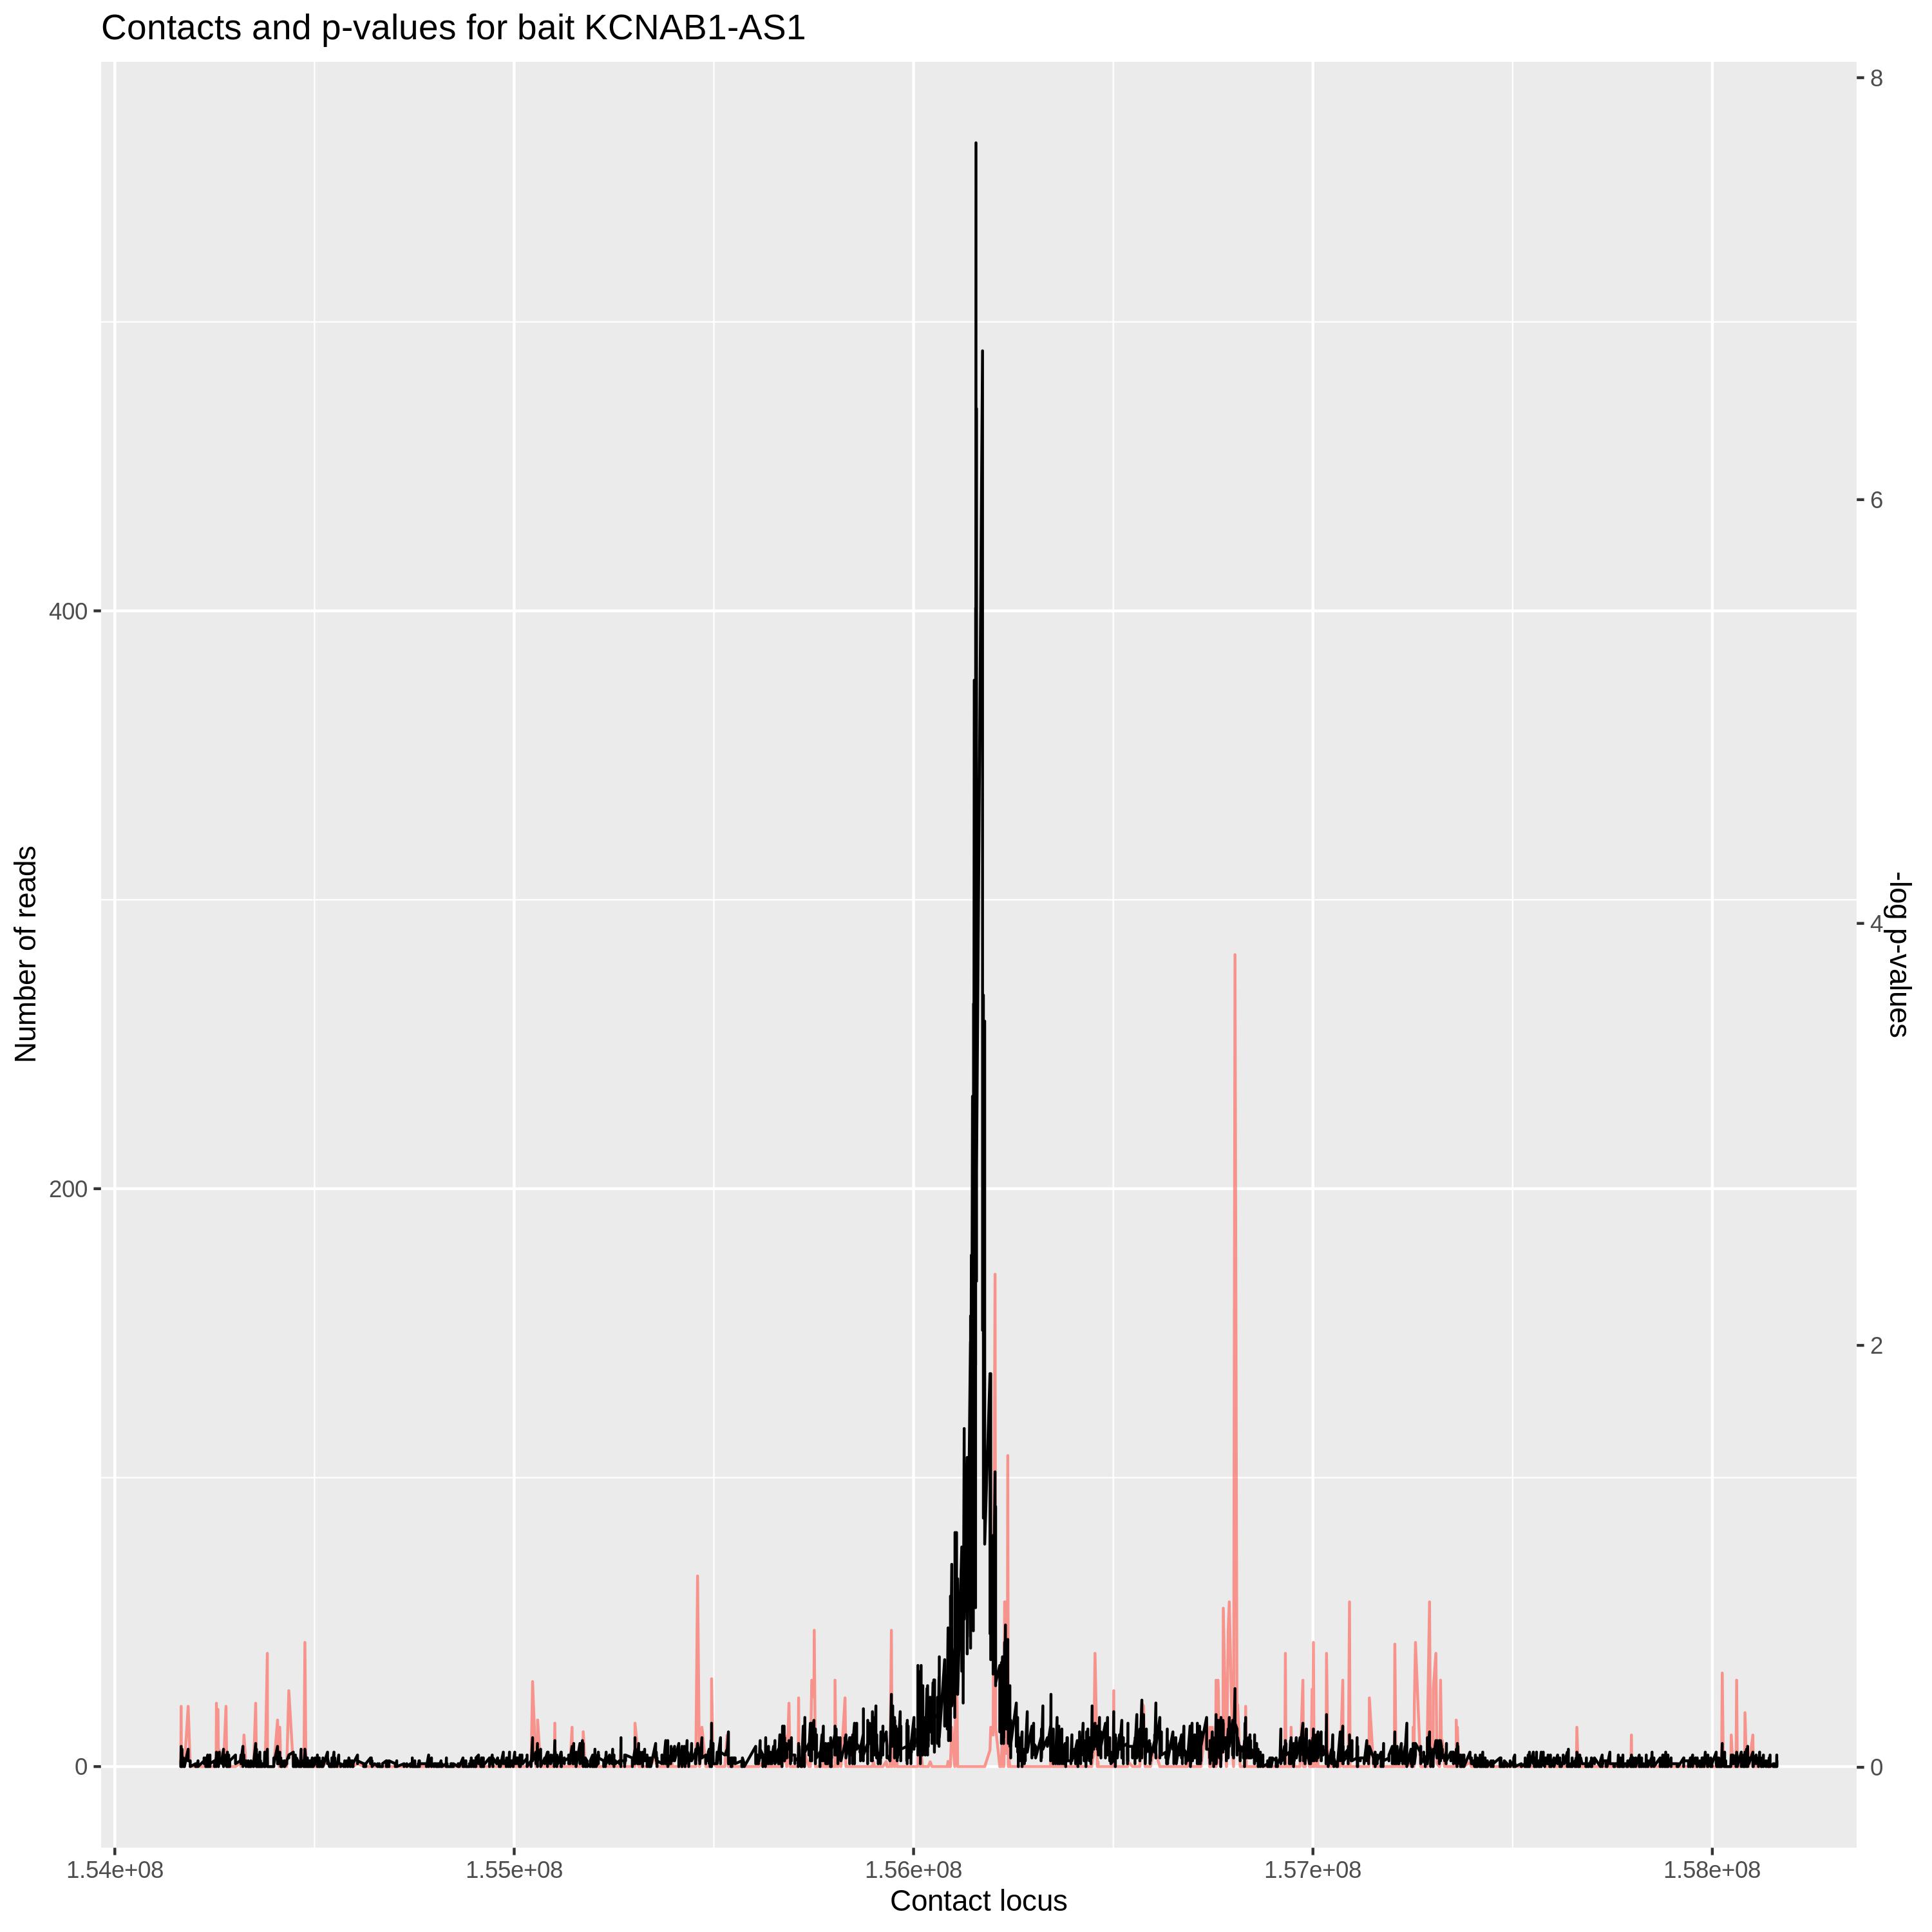 Contacts and p-values for bait KCNAB1-AS1
8
6
400
Number of reads
4
-log p-values
200
2
0
0
1.54e+08 1.55e+08 1.56e+08 1.57e+08 1.58e+08
Contact locus